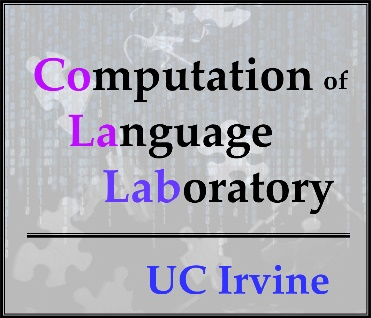 Computation of
Language
Laboratory
UC Irvine